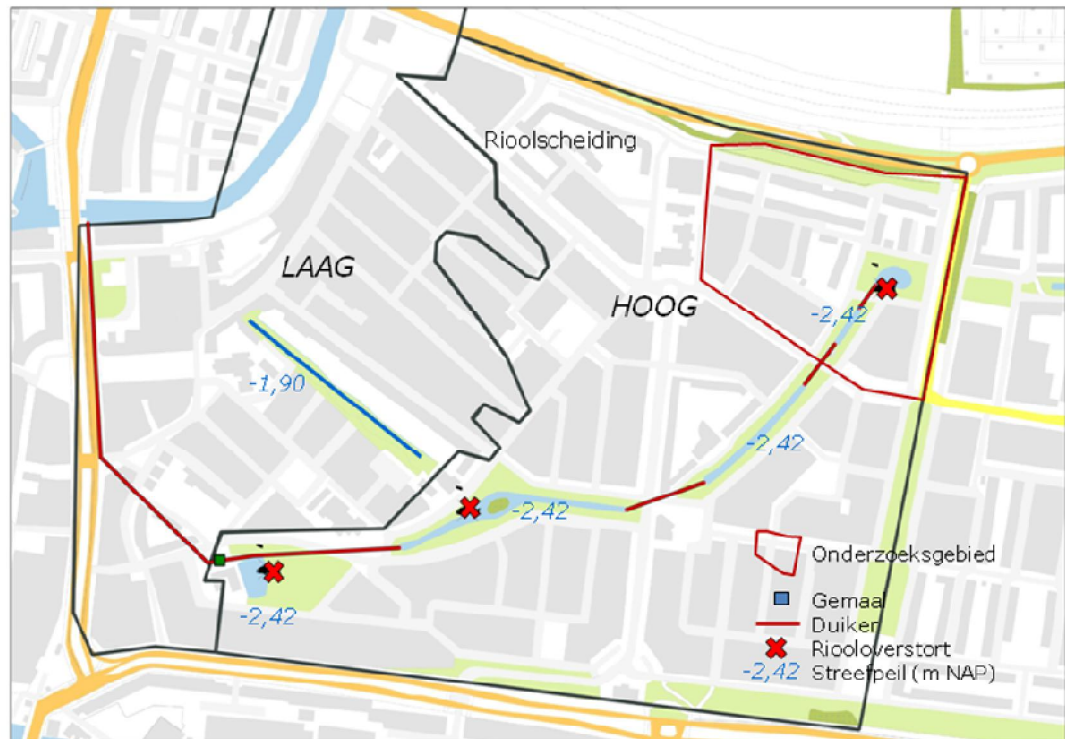 Rioolscheiding
LAAG
HOOG
-2,42
-1,90
-2,42
-2,42
-2,42
Onderzoeksgebied
Gemaal
Duiker
Riooloverstort
-2,42 Streefpeil (m NAP)